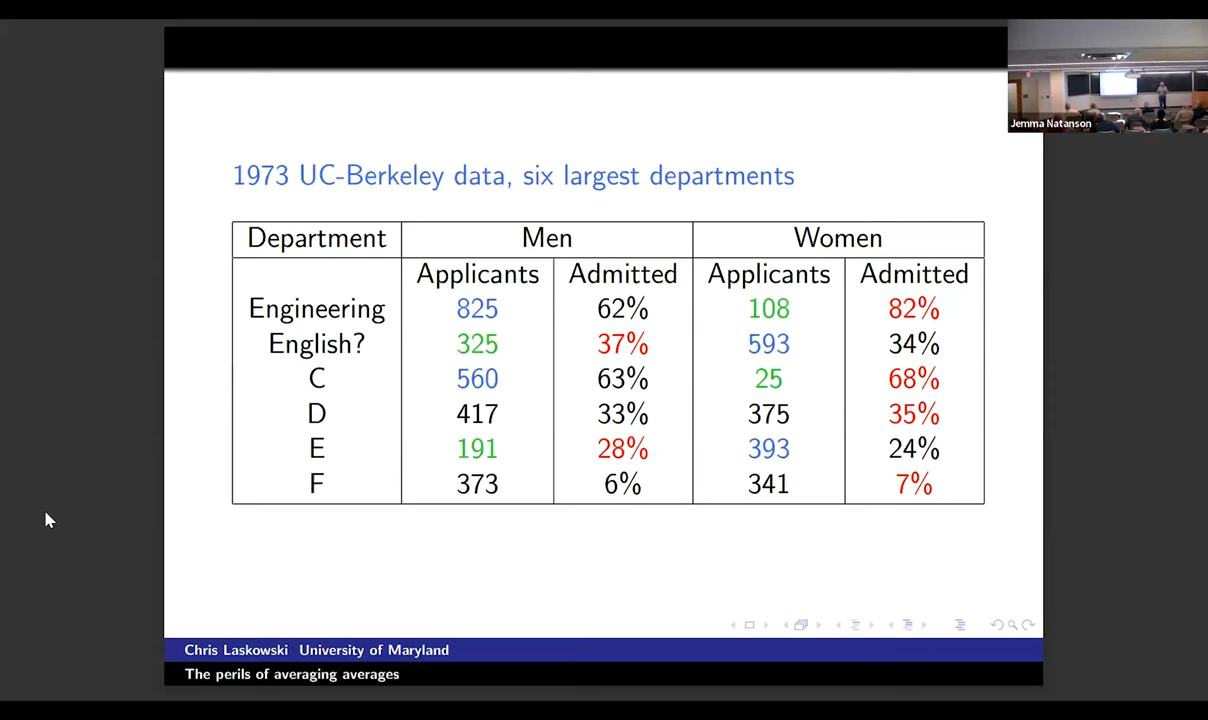 Jemma Natanson
1973 UC-Berkeley data, six largest departments
Department Men Women
Applicants Admitted Applicants Admitted
Engineering 825 62% 108 82%
English? 325 37% 593 34%
C 560 63% 25 68%
D 417 33% 375 35%
E 191 28% 393 24%
F 373 6% 341 7%
Chris Laskowski University of Maryland
The perils of averaging averages